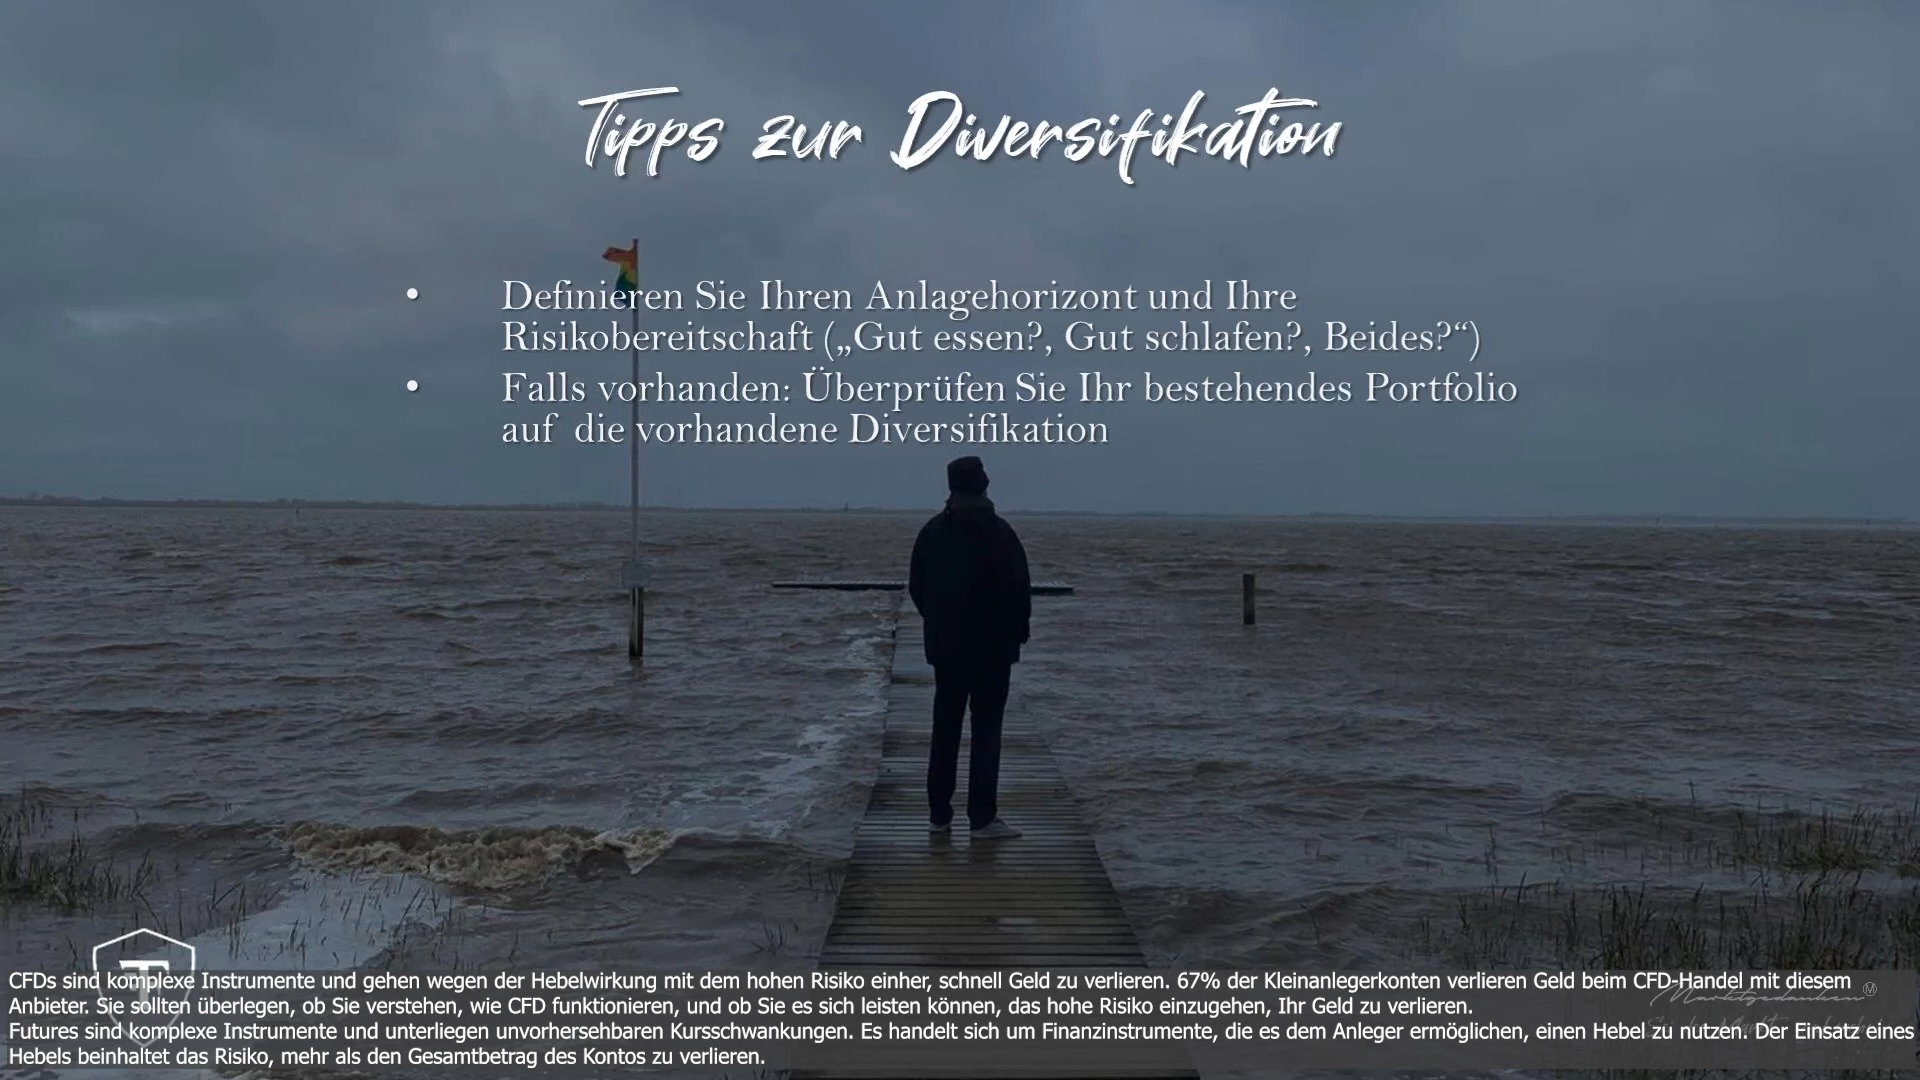 Tipps zur Diversifikation
• Definieren Sie Ihren Anlagehorizont und Ihre
Risikobereitschaft („Gut essen?, Gut schlafen?, Beides?“)
• Falls vorhanden: Überprüfen Sie Ihr bestehendes Portfolio
auf die vorhandene Diversifikation
CFDs sind komplexe Instrumente und gehen wegen der Hebelwirkung mit dem hohen Risiko einher, schnell Geld zu verlieren. 67% der Kleinanlegerkonten verlieren Geld beim CFD-Handel mit diesem
Anbieter. Sie sollten überlegen, ob Sie verstehen, wie CFD funktionieren, und ob Sie es sich leisten können, das hohe Risiko einzugehen, Ihr Geld zu verlieren.
Marktgedanken
Futures sind komplexe Instrumente und unterliegen unvorhersehbaren Kursschwankungen. Es handelt sich um Finanzinstrumente, die es dem Anleger ermöglichen, einen Hebel zu nutzen. Der Einsatz eines
Hebels beinhaltet das Risiko, mehr als den Gesamtbetrag des Kontos zu verlieren.